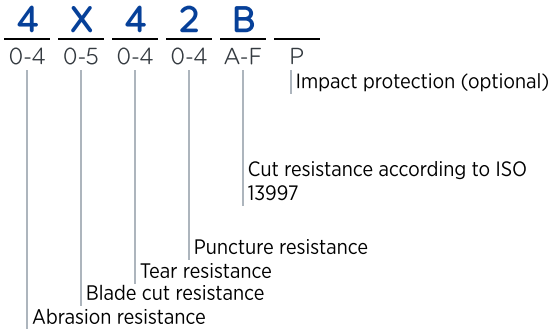 4 X 4 2 B
0-4 0-5 0-4 0-4 A-F P
Impact protection (optional)
Cut resistance according to ISO
13997
Puncture resistance
Tear resistance
Blade cut resistance
Abrasion resistance